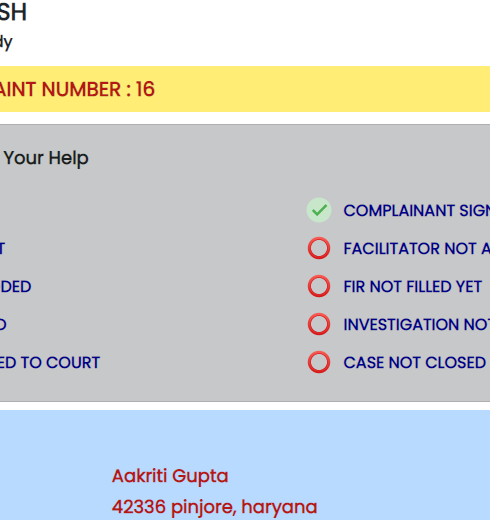 SH
dy
AINT NUMBER : 16
Your Help
COMPLAINANT SIGN
T
FACILITATOR NOT A
DED
FIR NOT FILLED YET
D
INVESTIGATION NOT
ED TO COURT
CASE NOT CLOSED
Aakriti Gupta
42336 pinjore, haryana